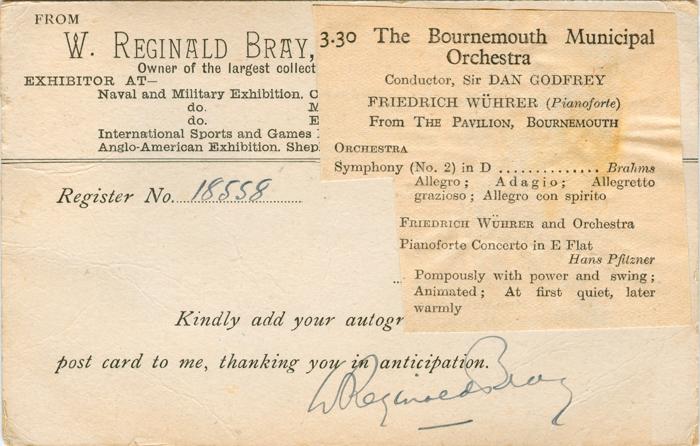 FROM
W. REGINALD BRAY,
Owner of the largest collect
EXHIBITOR AT—
Naval and Military Exhibition, C
do. M
do. E
International Sports and Games
Anglo-American Exhibition. Shep
Register No. 18558
Kindly add your autogr
post card to me, thanking you in anticipation.
W Reginald Bray
3.30 The Bournemouth Municipal
Orchestra
Conductor, Sir DAN GODFREY
FRIEDRICH WÜHRER (Pianoforte)
From THE PAVILION, BOURNEMOUTH
ORCHESTRA
Symphony (No. 2) in D ............. Brahms
Allegro; Adagio; Allegretto
grazioso; Allegro con spirito
FRIEDRICH WÜHRER and Orchestra
Pianoforte Concerto in E Flat
Hans Pfitzner
Pompously with power and swing;
Animated; At first quiet, later
warmly